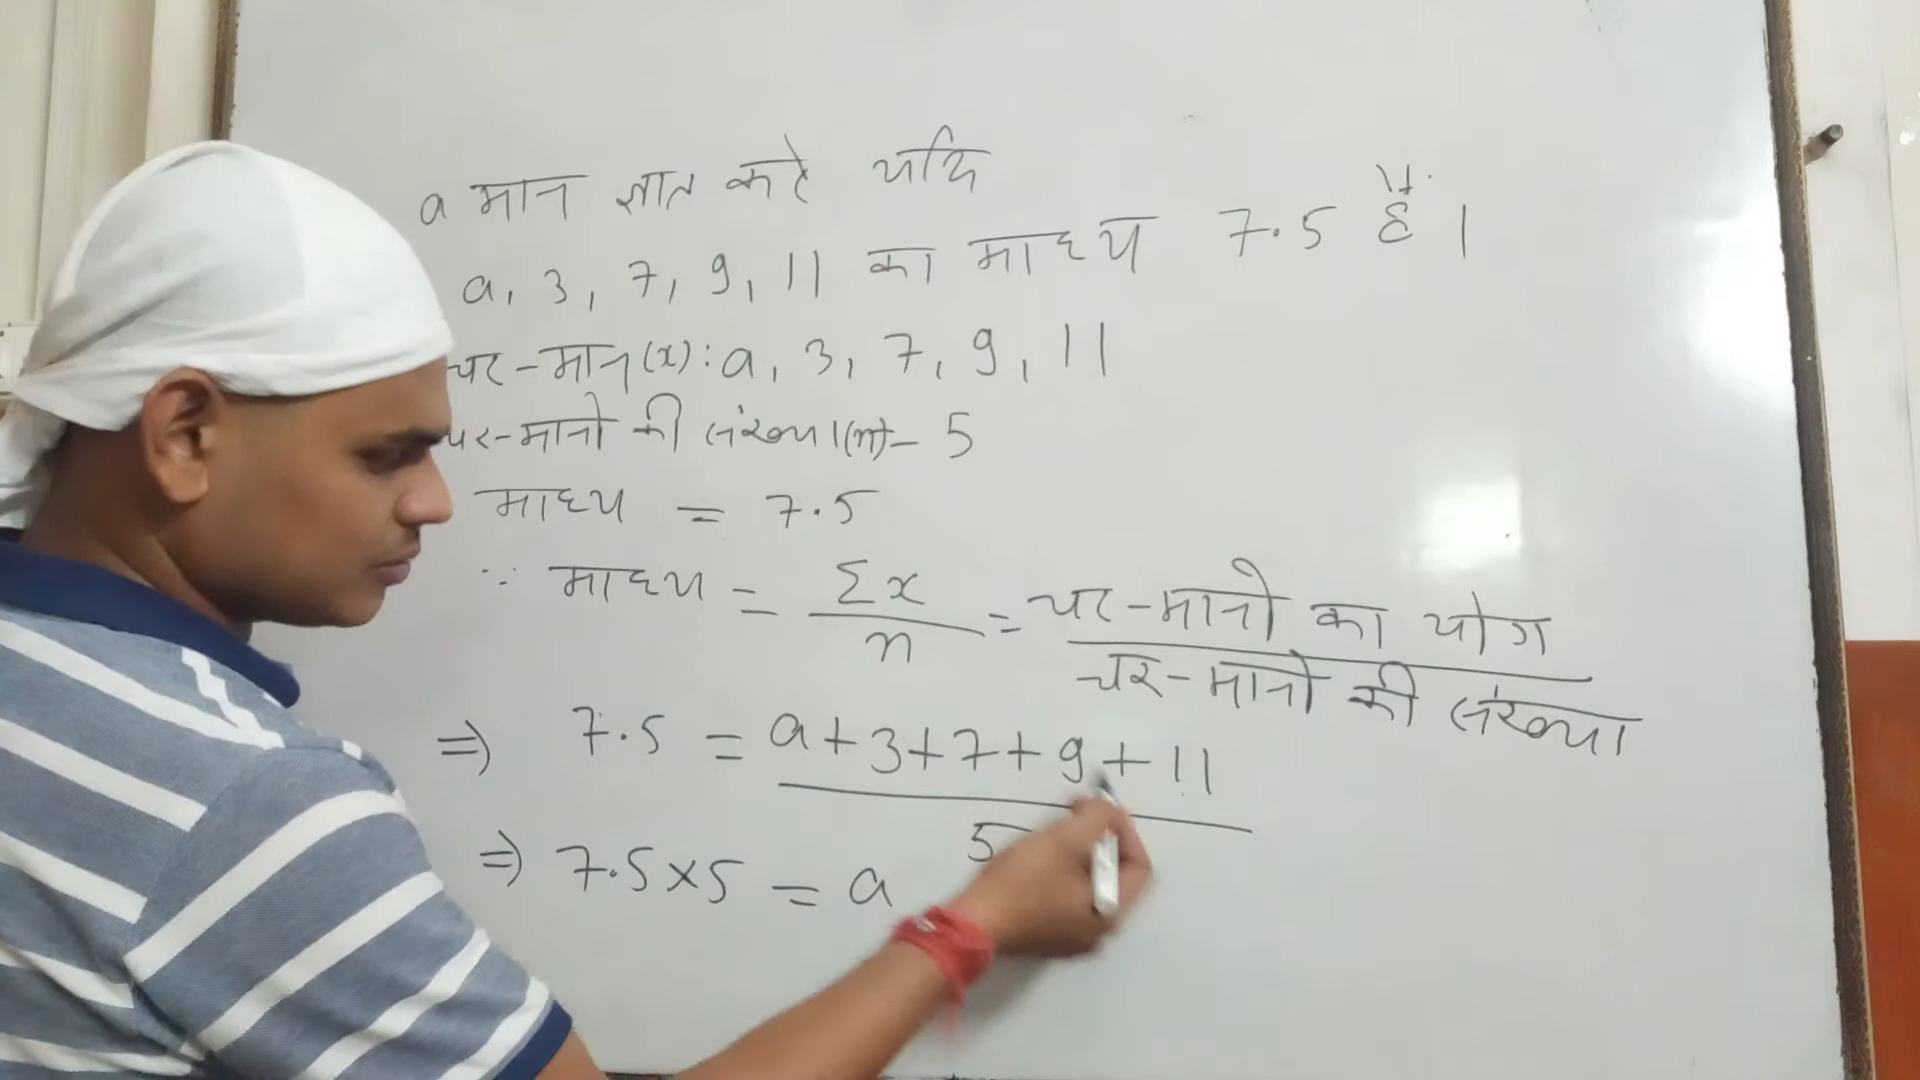 a मान ज्ञात करे यदि
a, 3, 7, 9, 11 का माध्य 7.5 हैं।
चर-मान(x): a, 3, 7, 9, 11
चर-मानो की संख्या(n)- 5
माध्य = 7.5
∵ माध्य = Σx/n = चर-मानो का योग/चर-मानो की संख्या
⇒ 7.5 = a+3+7+9+11/5
⇒ 7.5×5 = a